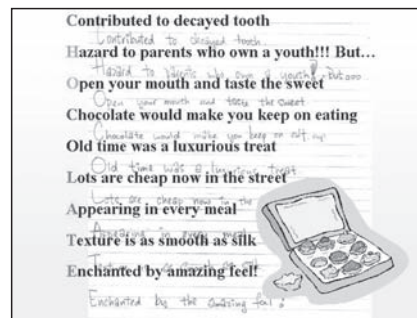 Contributed to decayed tooth
Contributed to decayed tooth
Hazard to parents who own a youth!!! But…
Hazard to parents who own a youth! But...
Open your mouth and taste the sweet
Open your mouth and taste the sweet
Chocolate would make you keep on eating
Chocolate would make you keep on
Old time was a luxurious treat
Old time was a luxurious treat
Lots are cheap now in the street
Lots are cheap now in the
Appearing in every meal
Appearing in every meal
Texture is as smooth as silk
Enchanted by amazing feel!
Enchanted by the amazing feel!